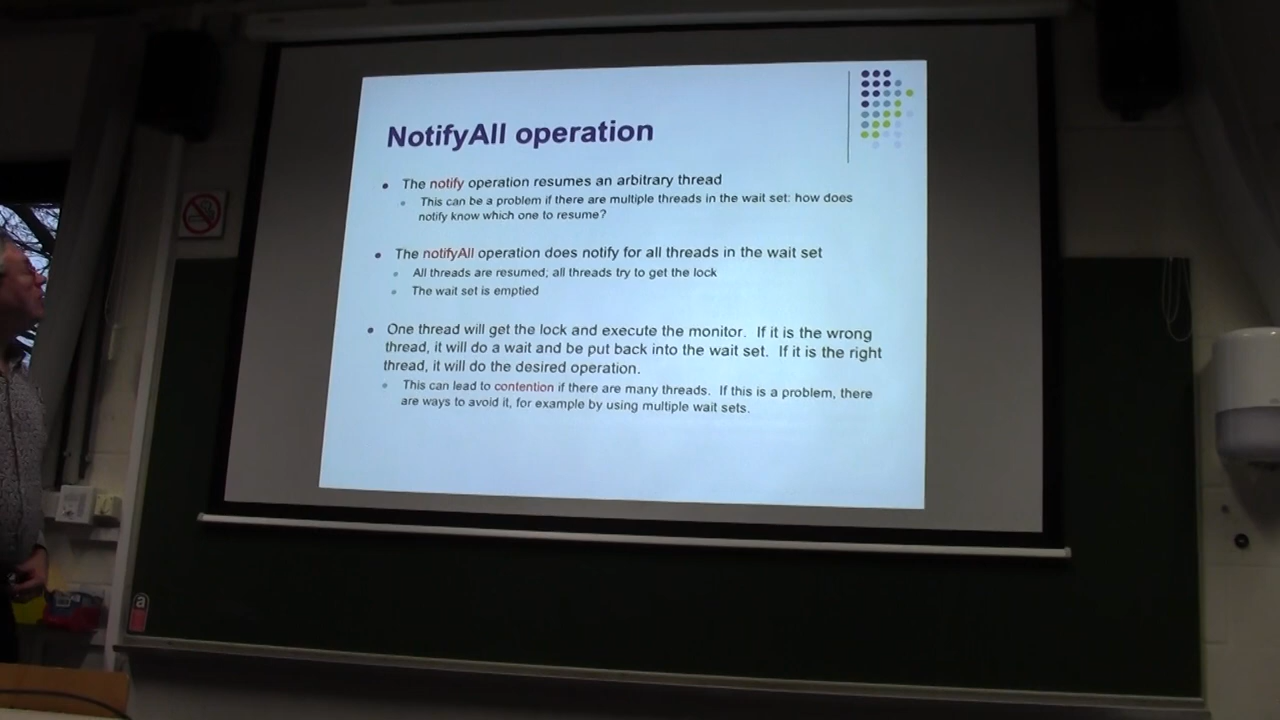 NotifyAll operation
The notify operation resumes an arbitrary thread
This can be a problem if there are multiple threads in the wait set: how does
notify know which one to resume?
The notifyAll operation does notify for all threads in the wait set
All threads are resumed; all threads try to get the lock
The wait set is emptied
One thread will get the lock and execute the monitor. If it is the wrong
thread, it will do a wait and be put back into the wait set. If it is the right
thread, it will do the desired operation.
This can lead to contention if there are many threads. If this is a problem, there
are ways to avoid it, for example by using multiple wait sets.
a